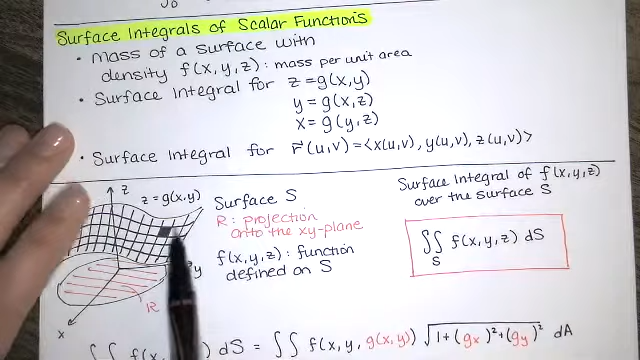 Surface Integrals of Scalar Functions
• Mass of a surface with
density f(x,y,z): mass per unit area
• Surface Integral for z = g(x,y)
y = g(x,z)
x = g(y,z)
• Surface Integral for r⃗(u,v) = <x(u,v), y(u,v), z(u,v)>
z
z = g(x,y)
y
x
R
Surface S
R: projection
onto the xy-plane
f(x,y,z): function
defined on S
Surface Integral of f(x,y,z)
over the surface S
∬ f(x,y,z) dS
S
∬ f(x, dS = ∬ f(x, y, g(x,y)) √1+(gx)²+(gy)² dA